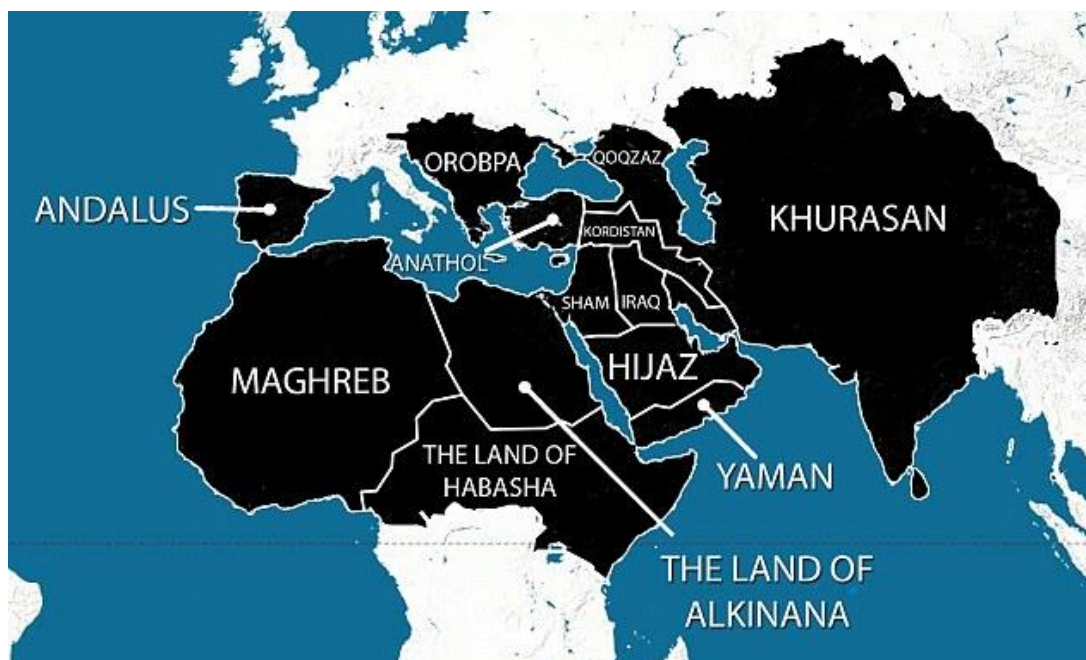 OROBPA
QOQZAZ
ANDALUS
KHURASAN
KORDISTAN
ANATHOL
SHAM
IRAQ
MAGHREB
HIJAZ
THE LAND OF
HABASHA
YAMAN
THE LAND OF
ALKINANA